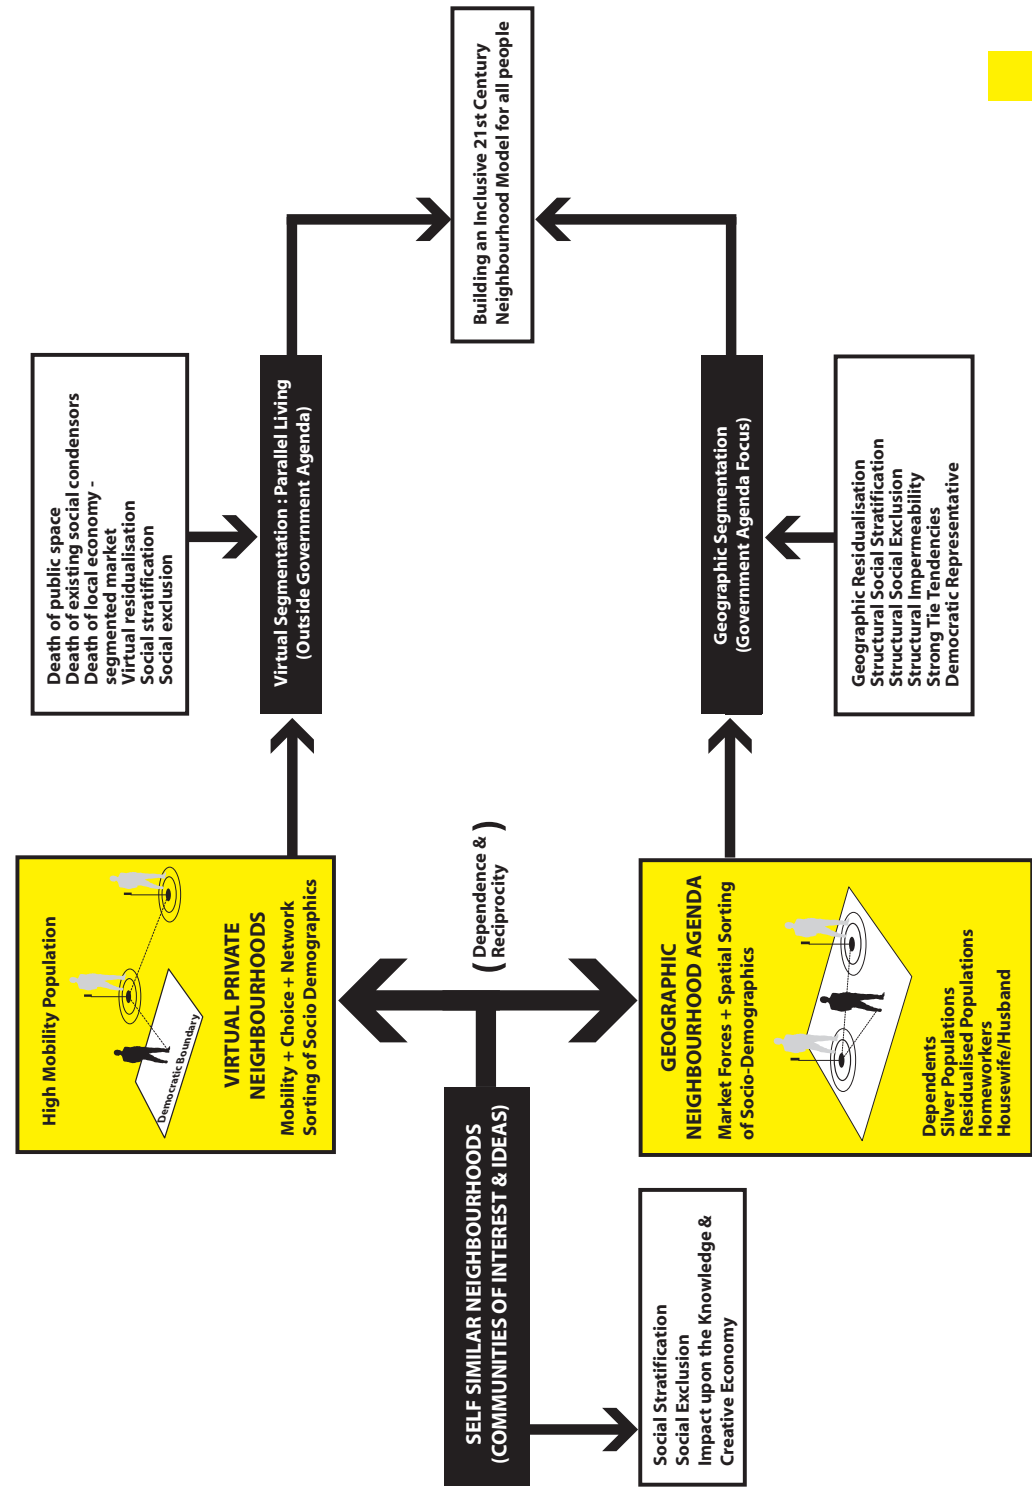 SELF SIMILAR NEIGHBOURHOODS
(COMMUNITIES OF INTEREST & IDEAS)
Social Stratification
Social Exclusion
Impact upon the Knowledge &
Creative Economy
High Mobility Population
Democratic Boundary
VIRTUAL PRIVATE
NEIGHBOURHOODS
Mobility + Choice + Network
Sorting of Socio Demographics
(Dependence &
Reciprocity)
GEOGRAPHIC
NEIGHBOURHOOD AGENDA
Market Forces + Spatial Sorting
of Socio-Demographics
Dependents
Silver Populations
Residualised Populations
Homeworkers
Housewife/Husband
Death of public space
Death of existing social condensors
Death of local economy -
segmented market
Virtual residualisation
Social stratification
Social exclusion
Virtual Segmentation : Parallel Living
(Outside Government Agenda)
Geographic Segmentation
(Government Agenda Focus)
Geographic Residualisation
Structural Social Stratification
Structural Social Exclusion
Structural Impermeability
Strong Tie Tendencies
Democratic Representative
Building an Inclusive 21st Century
Neighbourhood Model for all people